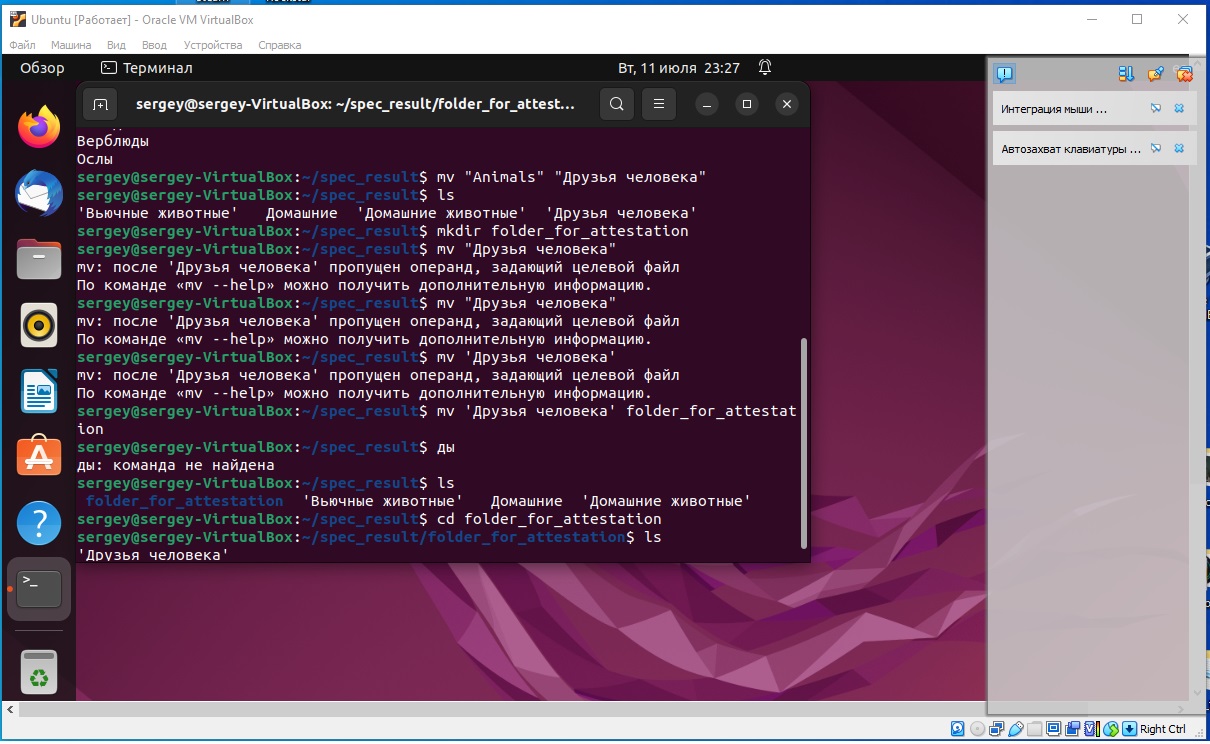 Ubuntu [Работает] - Oracle VM VirtualBox
Файл Машина Вид Ввод Устройства Справка
Обзор Терминал Вт, 11 июля 23:27
sergey@sergey-VirtualBox: ~/spec_result/folder_for_attest...
Верблюды
Ослы
sergey@sergey-VirtualBox:~/spec_result$ mv "Animals" "Друзья человека"
sergey@sergey-VirtualBox:~/spec_result$ ls
'Вьючные животные' Домашние 'Домашние животные' 'Друзья человека'
sergey@sergey-VirtualBox:~/spec_result$ mkdir folder_for_attestation
sergey@sergey-VirtualBox:~/spec_result$ mv "Друзья человека"
mv: после 'Друзья человека' пропущен операнд, задающий целевой файл
По команде «mv --help» можно получить дополнительную информацию.
sergey@sergey-VirtualBox:~/spec_result$ mv "Друзья человека"
mv: после 'Друзья человека' пропущен операнд, задающий целевой файл
По команде «mv --help» можно получить дополнительную информацию.
sergey@sergey-VirtualBox:~/spec_result$ mv 'Друзья человека'
mv: после 'Друзья человека' пропущен операнд, задающий целевой файл
По команде «mv --help» можно получить дополнительную информацию.
sergey@sergey-VirtualBox:~/spec_result$ mv 'Друзья человека' folder_for_attestat
ion
sergey@sergey-VirtualBox:~/spec_result$ ды
ды: команда не найдена
sergey@sergey-VirtualBox:~/spec_result$ ls
folder_for_attestation 'Вьючные животные' Домашние 'Домашние животные'
sergey@sergey-VirtualBox:~/spec_result$ cd folder_for_attestation
sergey@sergey-VirtualBox:~/spec_result/folder_for_attestation$ ls
'Друзья человека'
Интеграция мыши ...
Автозахват клавиатуры ...
Right Ctrl